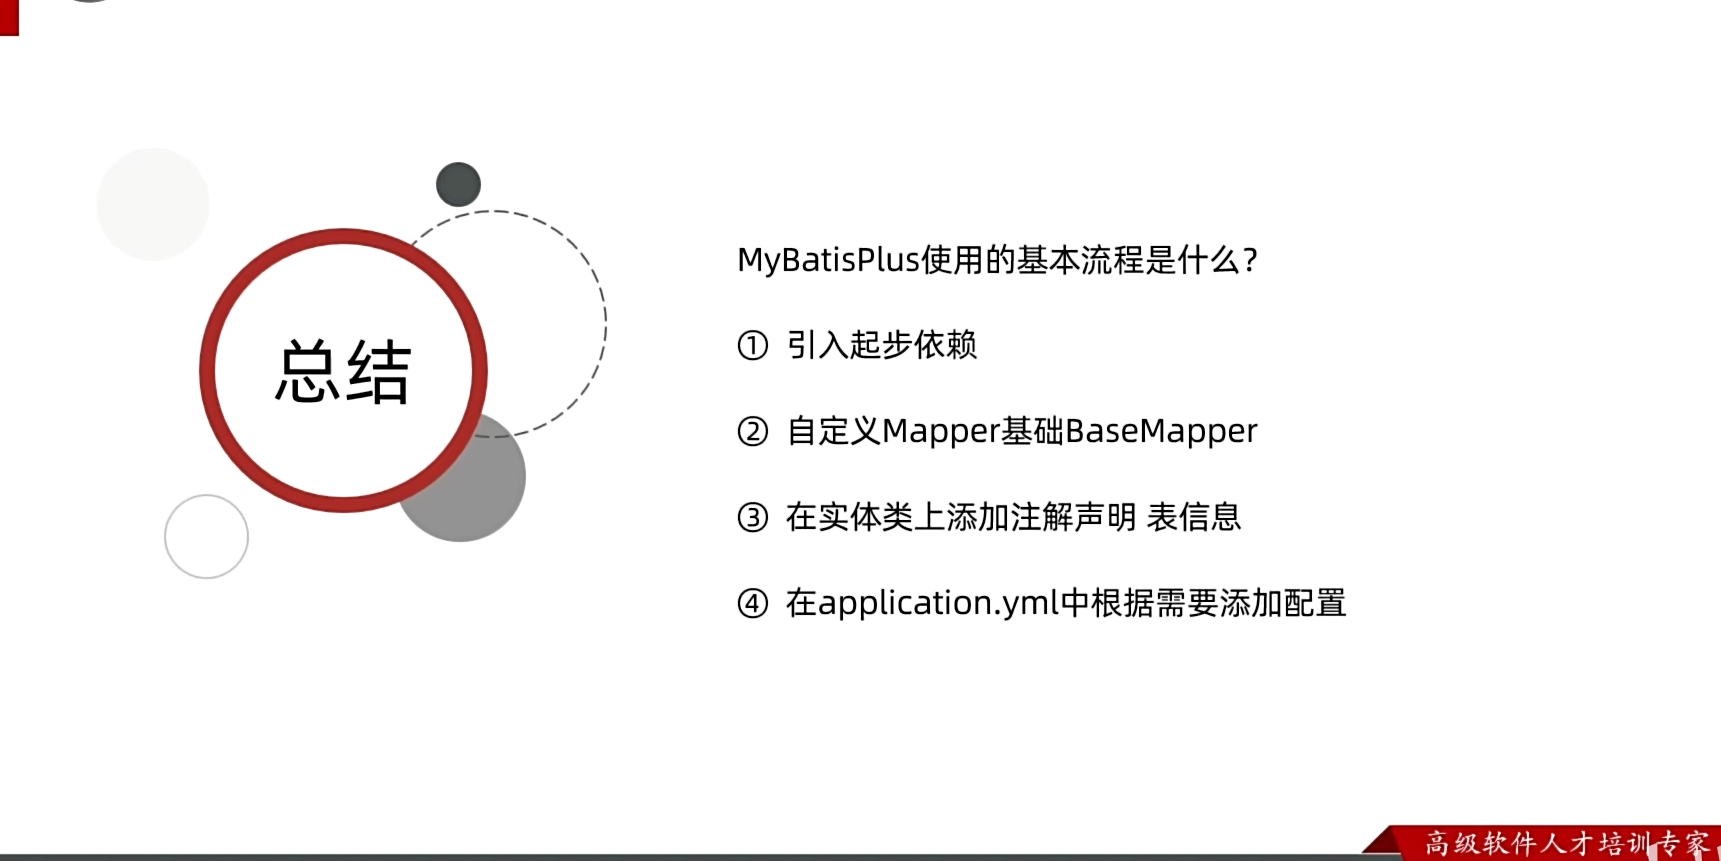 总结
MyBatisPlus使用的基本流程是什么?
① 引入起步依赖
② 自定义Mapper基础BaseMapper
③ 在实体类上添加注解声明 表信息
④ 在application.yml中根据需要添加配置
高级软件人才培训专家